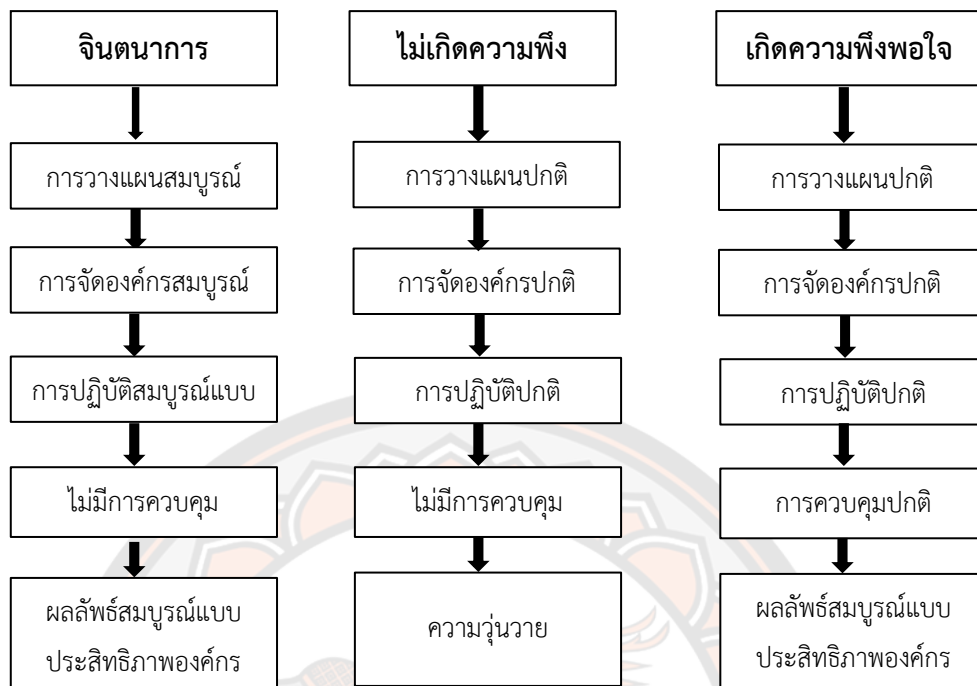 จินตนาการ
การวางแผนสมบูรณ์
การจัดองค์กรสมบูรณ์
การปฏิบัติสมบูรณ์แบบ
ไม่มีการควบคุม
ผลลัพธ์สมบูรณ์แบบ
ประสิทธิภาพองค์กร
ไม่เกิดความพึง
การวางแผนปกติ
การจัดองค์กรปกติ
การปฏิบัติปกติ
ไม่มีการควบคุม
ความวุ่นวาย
เกิดความพึงพอใจ
การวางแผนปกติ
การจัดองค์กรปกติ
การปฏิบัติปกติ
การควบคุมปกติ
ผลลัพธ์สมบูรณ์แบบ
ประสิทธิภาพองค์กร